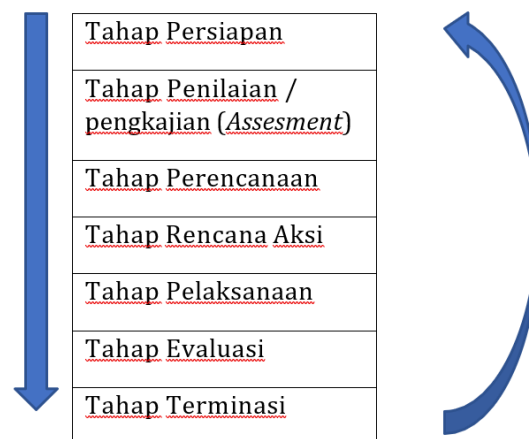 Tahap Persiapan
Tahap Penilaian /
pengkajian (Assesment)
Tahap Perencanaan
Tahap Rencana Aksi
Tahap Pelaksanaan
Tahap Evaluasi
Tahap Terminasi